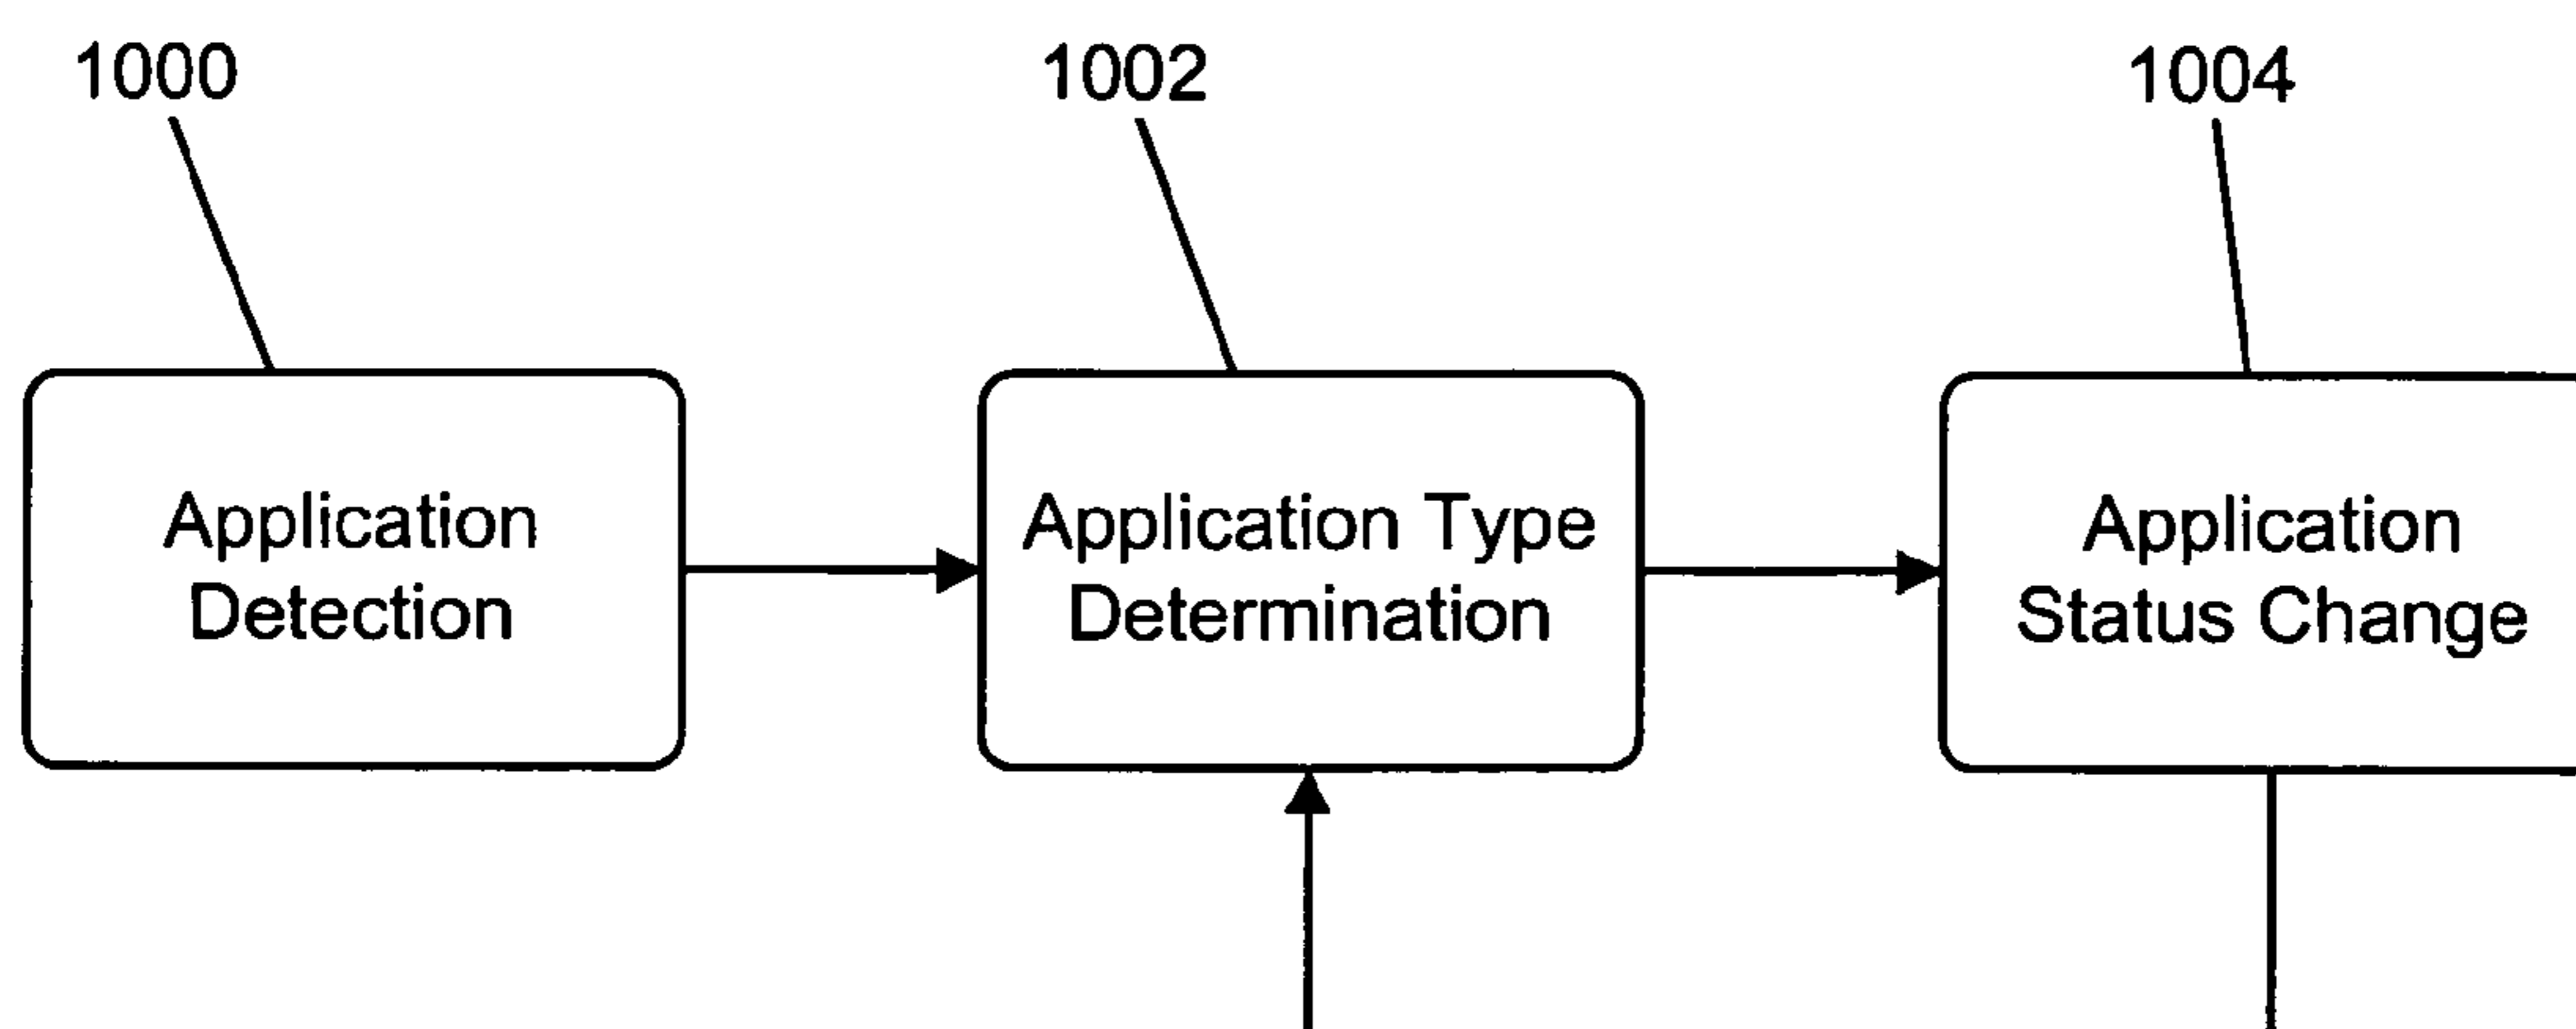 1000
1002
1004
Application
Detection
Application Type
Determination
Application
Status Change